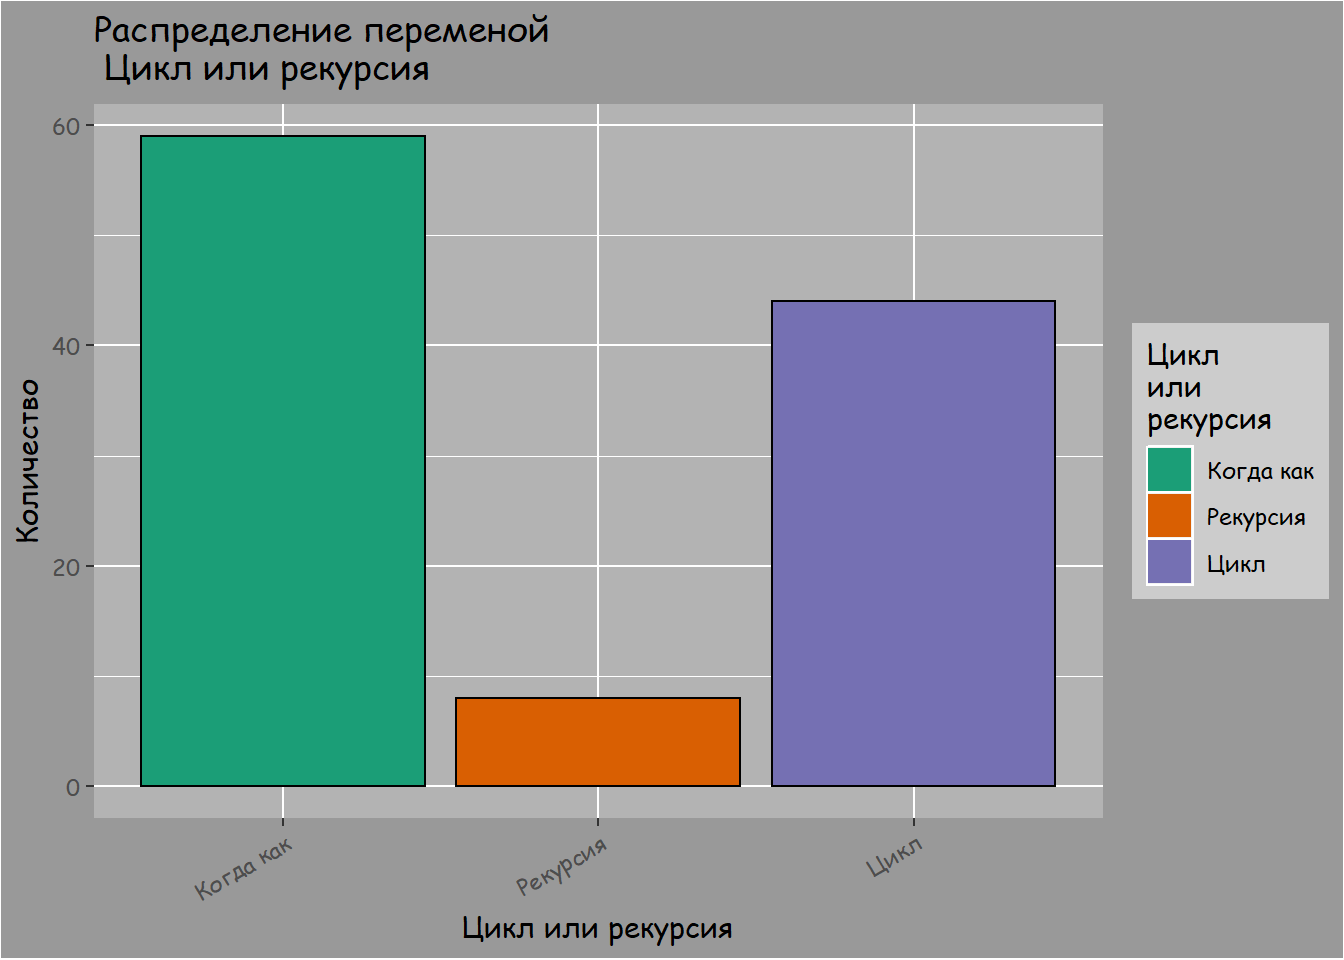 Распределение переменой
Цикл или рекурсия
60
40
20
0
Количество
Когда как
Рекурсия
Цикл
Цикл или рекурсия
Цикл
или
рекурсия
Когда как
Рекурсия
Цикл